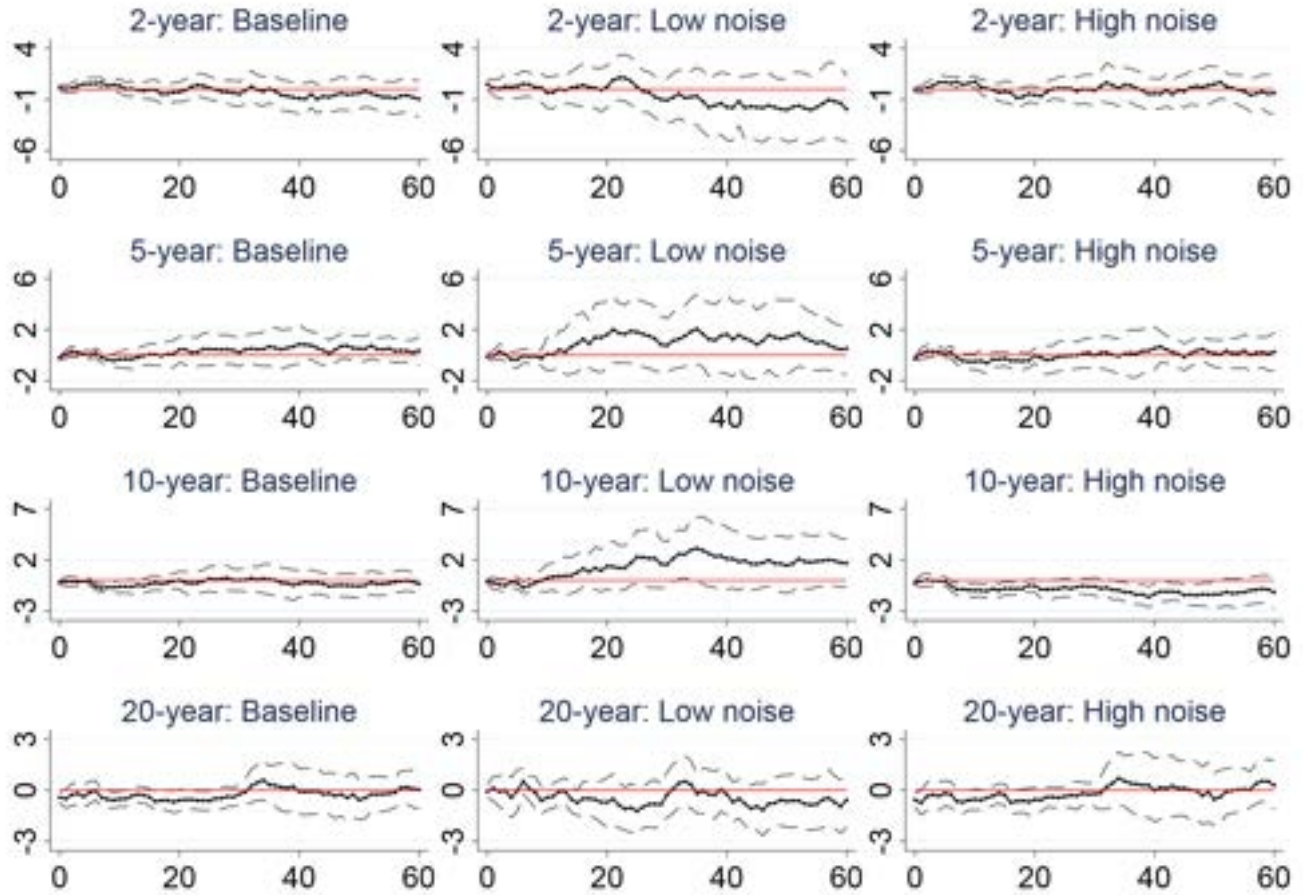 2-year: Baseline 2-year: Low noise 2-year: High noise
4 4 4
-1 -1 -1
-6 -6 -6
0 20 40 60 0 20 40 60 0 20 40 60
5-year: Baseline 5-year: Low noise 5-year: High noise
6 6 6
2 2 2
-2 -2 -2
0 20 40 60 0 20 40 60 0 20 40 60
10-year: Baseline 10-year: Low noise 10-year: High noise
7 7 7
2 2 2
-3 -3 -3
0 20 40 60 0 20 40 60 0 20 40 60
20-year: Baseline 20-year: Low noise 20-year: High noise
3 3 3
0 0 0
-3 -3 -3
0 20 40 60 0 20 40 60 0 20 40 60